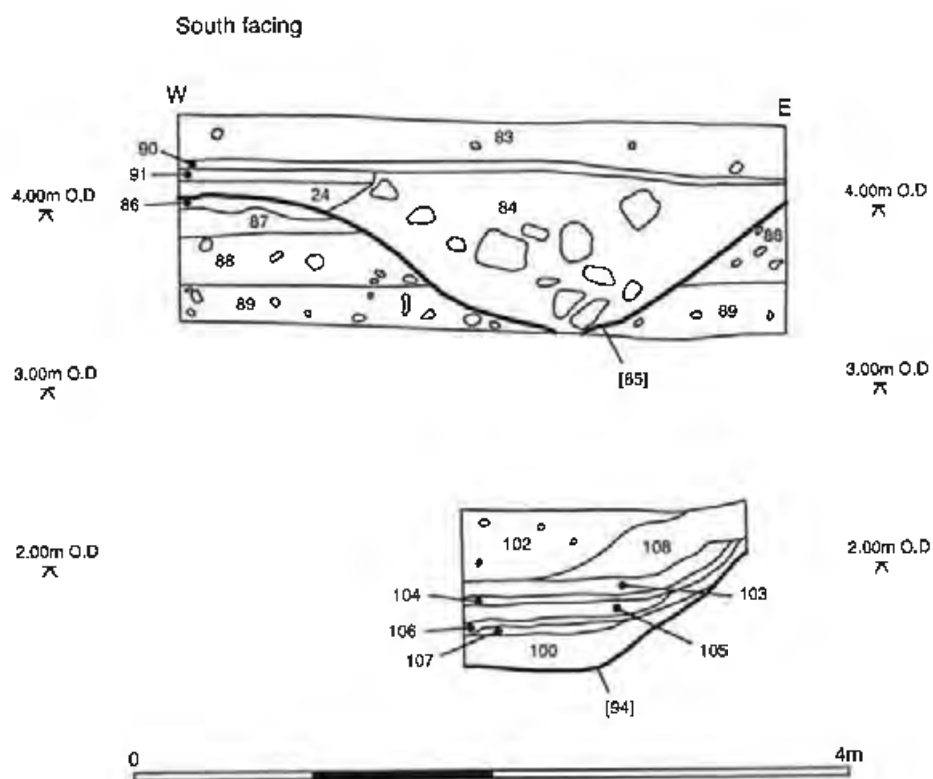 South facing
W E
83
90
91
4.00m O.D 24 84 4.00m O.D
86
87 88
88
89 89
[85]
3.00m O.D 3.00m O.D
102 108
2.00m O.D 2.00m O.D
104 103
106 105
107 100
[94]
0 4m